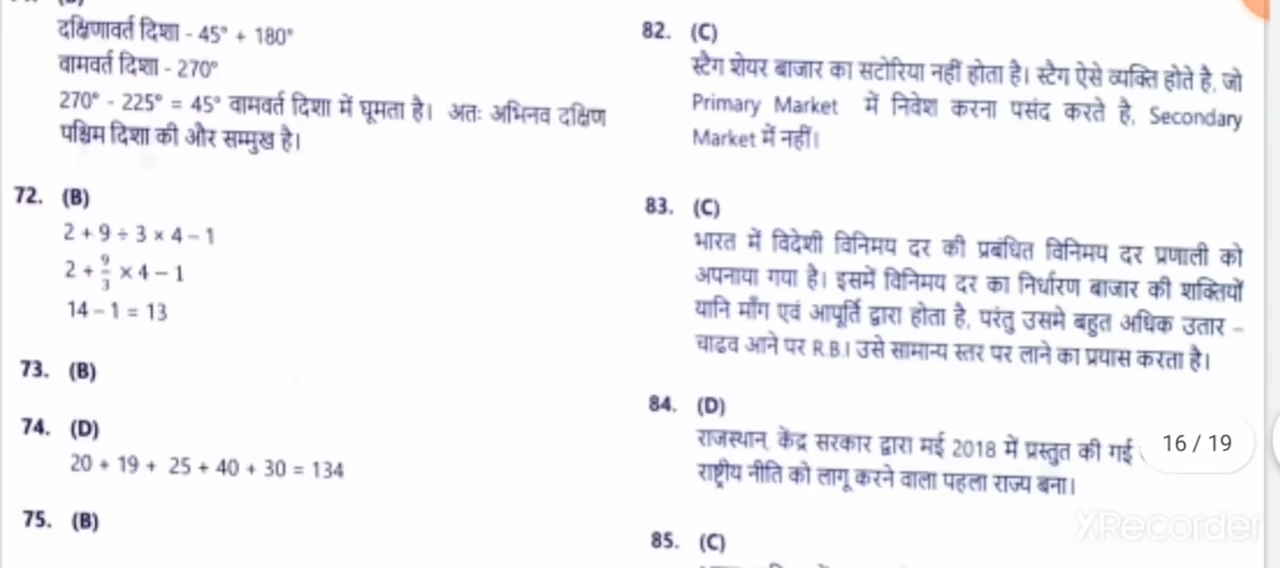 दक्षिणावर्त दिशा - 45° + 180°
वामवर्त दिशा - 270°
270° - 225° = 45° वामवर्त दिशा में घूमता है। अतः अभिनव दक्षिण
पश्चिम दिशा की और सम्मुख है।
72. (B)
2 + 9 ÷ 3 × 4 – 1
2 + 9/3 × 4 – 1
14 – 1 = 13
73. (B)
74. (D)
20 + 19 + 25 + 40 + 30 = 134
75. (B)
82. (C)
स्टैग शेयर बाजार का सटोरिया नहीं होता है। स्टैग ऐसे व्यक्ति होते है, जो
Primary Market में निवेश करना पसंद करते है, Secondary
Market में नहीं।
83. (C)
भारत में विदेशी विनिमय दर की प्रबंधित विनिमय दर प्रणाली को
अपनाया गया है। इसमें विनिमय दर का निर्धारण बाजार की शक्तियों
यानि माँग एवं आपूर्ति द्वारा होता है, परंतु उसमे बहुत अधिक उतार –
चाढव आने पर R.B.I उसे सामान्य स्तर पर लाने का प्रयास करता है।
84. (D)
राजस्थान, केंद्र सरकार द्वारा मई 2018 में प्रस्तुत की गई
राष्ट्रीय नीति को लागू करने वाला पहला राज्य बना।
16 / 19
85. (C)
XRecorder